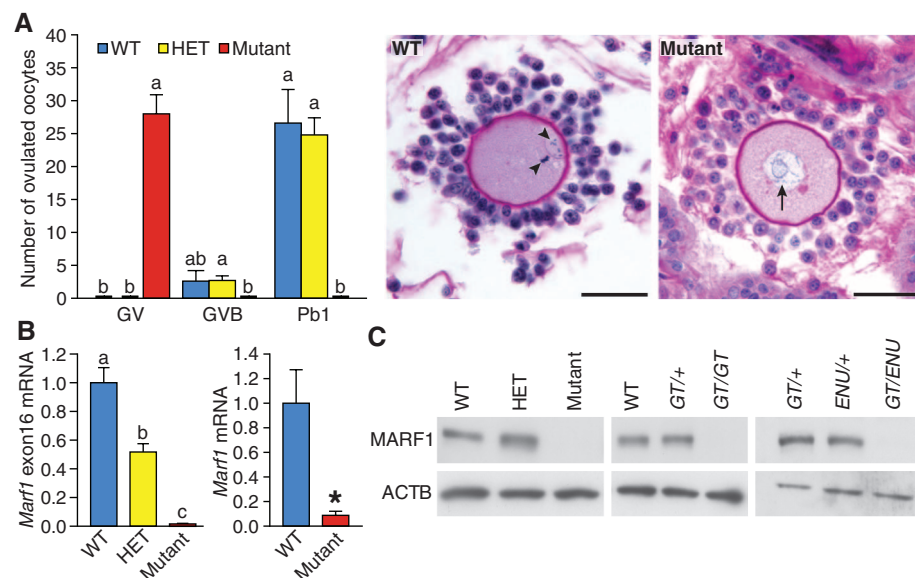 A
Number of ovulated oocytes
40
35
30
25
20
15
10
5
0
WT HET Mutant
b b a
ab a b
a a b
GV GVB Pb1
WT
Mutant
B
Marf1 exon16 mRNA
1.2
1.0
0.8
0.6
0.4
0.2
0.0
a
b
c
WT HET Mutant
Marf1 mRNA
1.4
1.2
1.0
0.8
0.6
0.4
0.2
0.0
*
WT Mutant
C
WT HET Mutant WT GT/+ GT/GT GT/+ ENU/+ GT/ENU
MARF1
ACTB